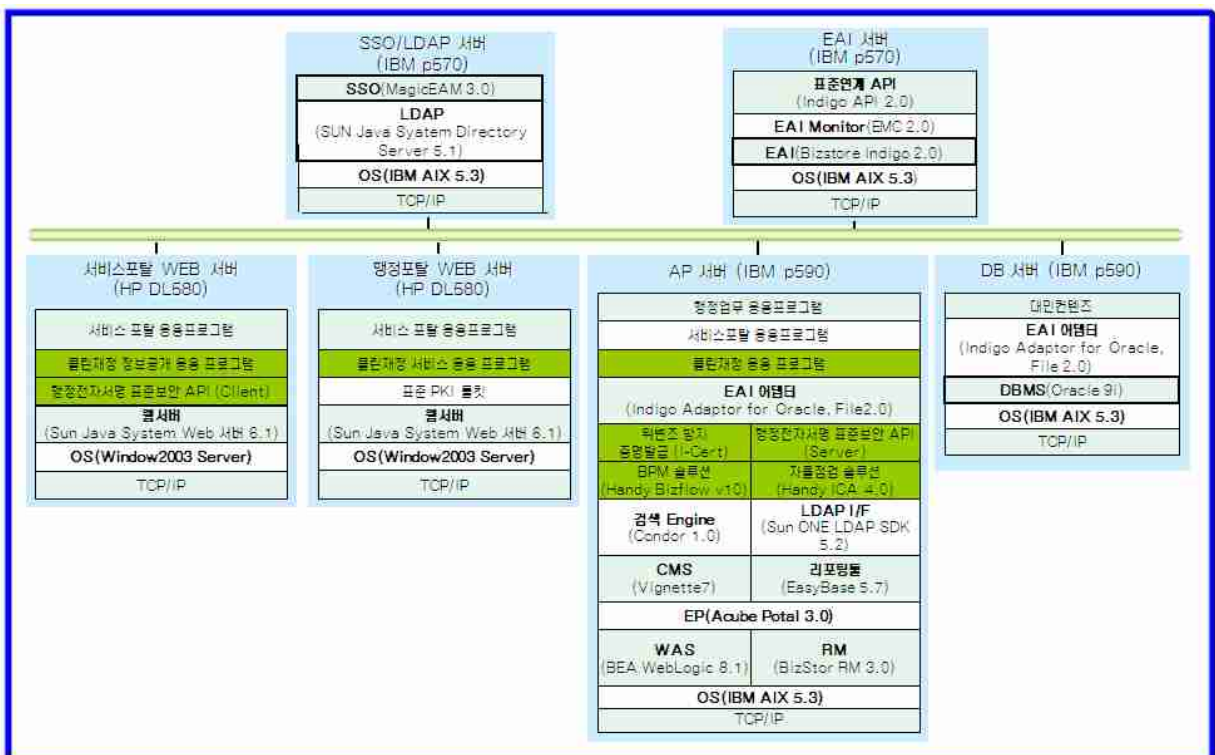 SSO/LDAP 서버
(IBM p570)
SSO(MagicEAM 3.0)
LDAP
(SUN Java System Directory
Server 5.1)
OS(IBM AIX 5.3)
TCP/IP
EAI 서버
(IBM p570)
표준연계 API
(Indigo API 2.0)
EAI Monitor(EMC 2.0)
EAI(Bizstore Indigo 2.0)
OS(IBM AIX 5.3)
TCP/IP
서비스포탈 WEB 서버
(HP DL580)
서비스 포탈 응용프로그램
클린재정 정보공개 응용 프로그램
행정전자서명 표준보안 API (Client)
웹서버
(Sun Java System Web 서버 6.1)
OS(Window2003 Server)
TCP/IP
행정포탈 WEB 서버
(HP DL580)
서비스 포탈 응용프로그램
클린재정 서비스 응용 프로그램
표준 PKI 툴킷
웹서버
(Sun Java System Web 서버 6.1)
OS(Window2003 Server)
TCP/IP
AP 서버 (IBM p590)
행정업무 응용프로그램
서비스포탈 응용프로그램
클린재정 응용 프로그램
EAI 어댑터
(Indigo Adaptor for Oracle, File2.0)
위변조 방지
증명발급 (I-Cert)
행정전자서명 표준보안 API
(Server)
BPM 솔루션
(Handy Bizflow v10)
자율점검 솔루션
(Handy ICA 4.0)
검색 Engine
(Condor 1.0)
LDAP I/F
(Sun ONE LDAP SDK
5.2)
CMS
(Vignette7)
리포팅툴
(EasyBase 5.7)
EP(Acube Potal 3.0)
WAS
(BEA WebLogic 8.1)
RM
(BizStor RM 3.0)
OS(IBM AIX 5.3)
TCP/IP
DB 서버 (IBM p590)
대민컨텐츠
EAI 어댑터
(Indigo Adaptor for Oracle,
File 2.0)
DBMS(Oracle 9i)
OS(IBM AIX 5.3)
TCP/IP